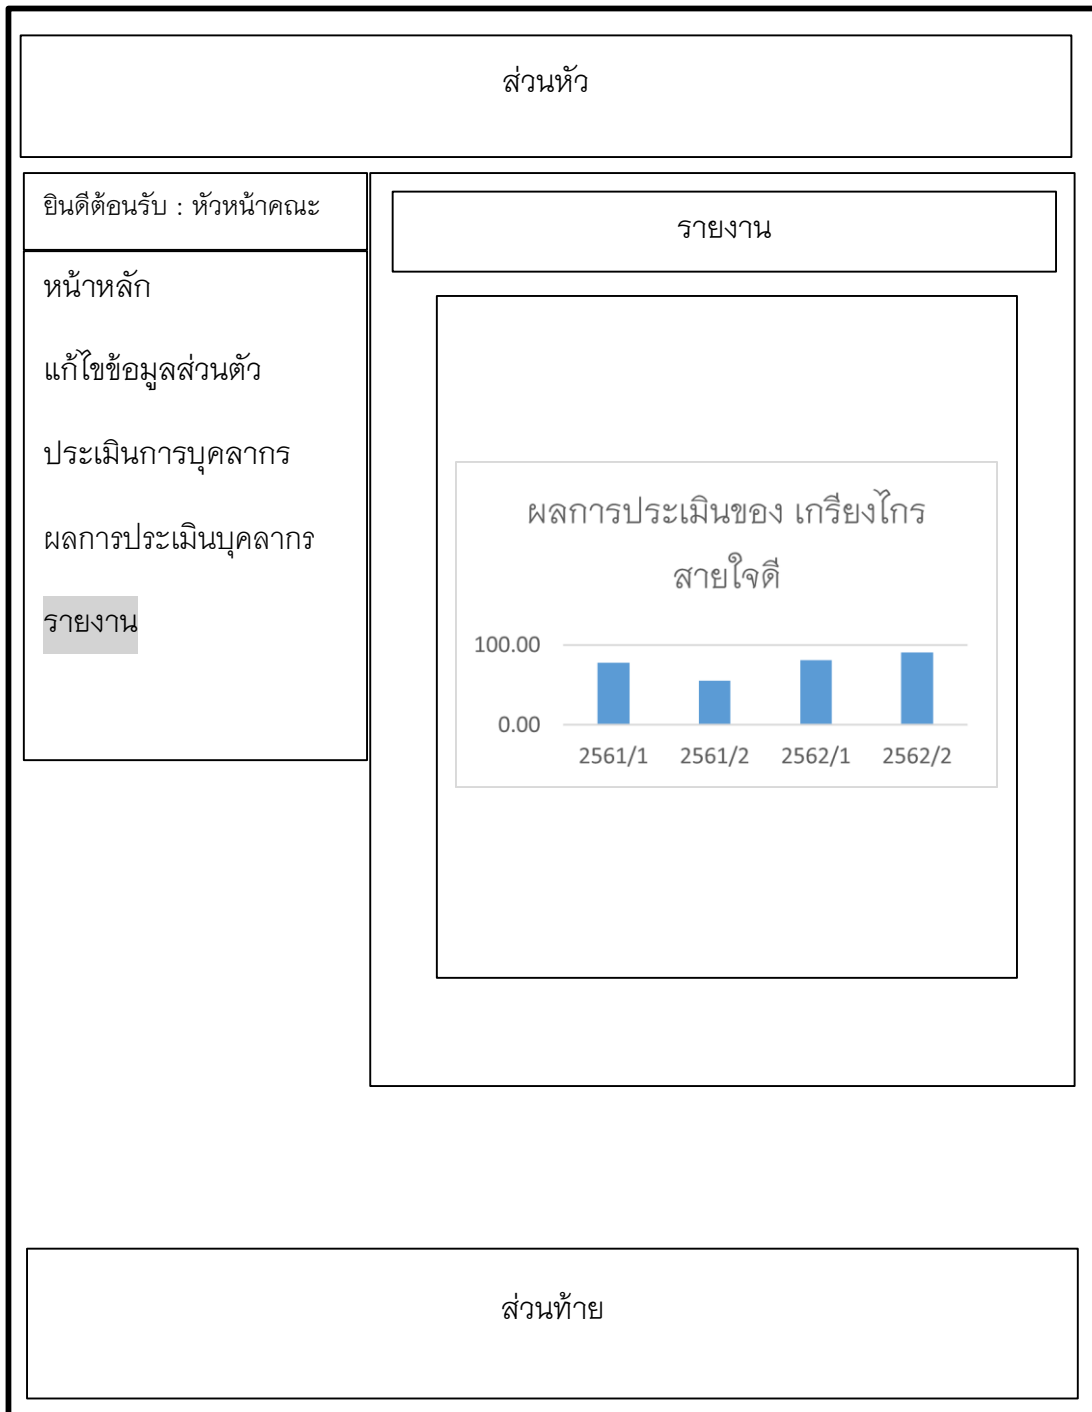 ส่วนหัว
ยินดีต้อนรับ : หัวหน้าคณะ
หน้าหลัก
แก้ไขข้อมูลส่วนตัว
ประเมินการบุคลากร
ผลการประเมินบุคลากร
รายงาน
รายงาน
ผลการประเมินของ เกรียงไกร
สายใจดี
100.00
0.00
2561/1 2561/2 2562/1 2562/2
ส่วนท้าย